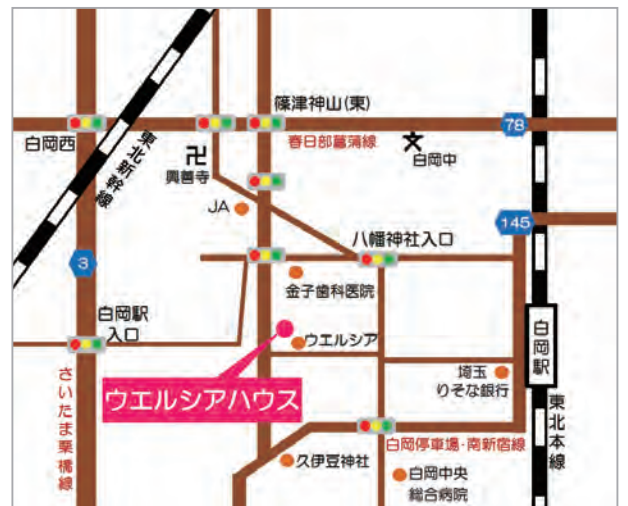 篠津神山(東)
78
白岡西
春日部菖蒲線
白岡中
東北新幹線
興善寺
JA
145
八幡神社入口
3
金子歯科医院
白岡駅
入口
ウエルシア
白岡駅
埼玉
りそな銀行
ウエルシアハウス
さいたま栗橋線
東北本線
白岡停車場・南新宿線
久伊豆神社
白岡中央
総合病院